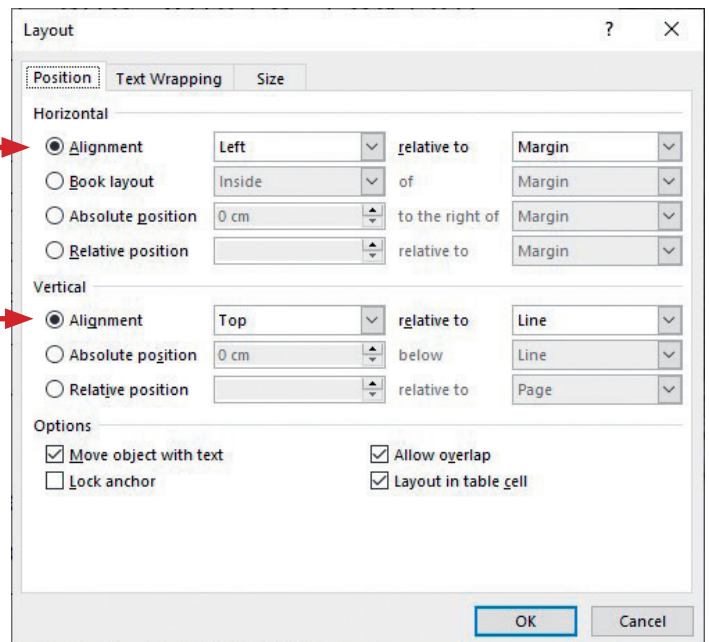 Layout ? ×
Position Text Wrapping Size
Horizontal
Alignment Left relative to Margin
Book layout Inside of Margin
Absolute position 0 cm to the right of Margin
Relative position relative to Margin
Vertical
Alignment Top relative to Line
Absolute position 0 cm below Line
Relative position relative to Page
Options
Move object with text Allow overlap
Lock anchor Layout in table cell
OK Cancel